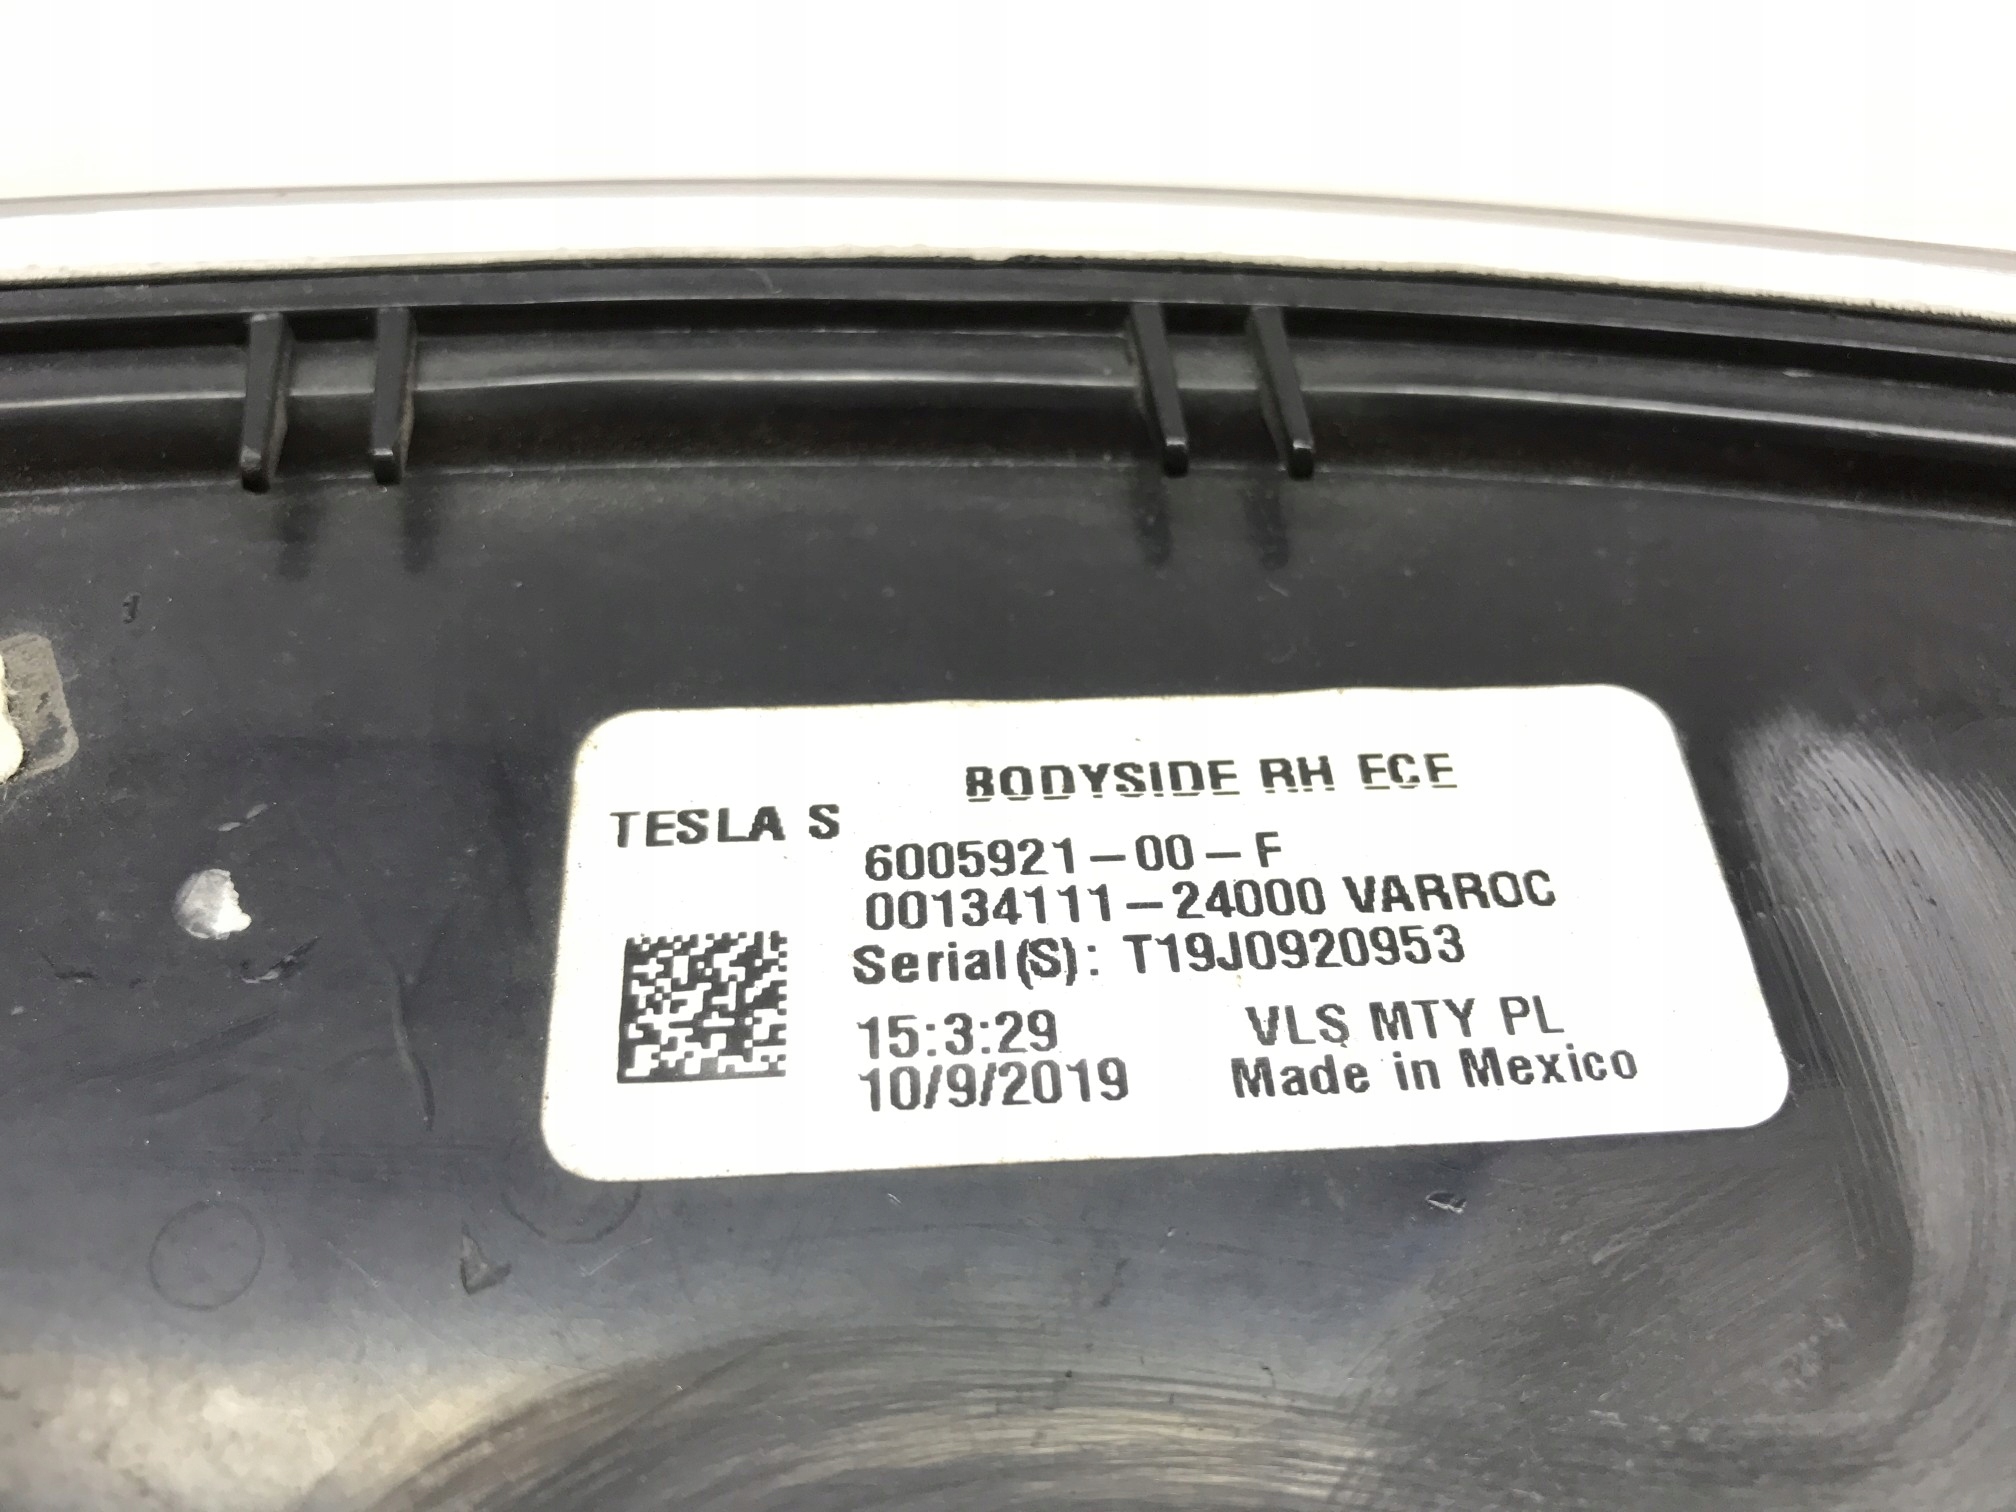 BODYSIDE RH ECE
TESLA S
6005921-00-F
00134111-24000 VARROC
Serial(S): T19J0920953
15:3:29 VLS MTY PL
10/9/2019 Made in Mexico